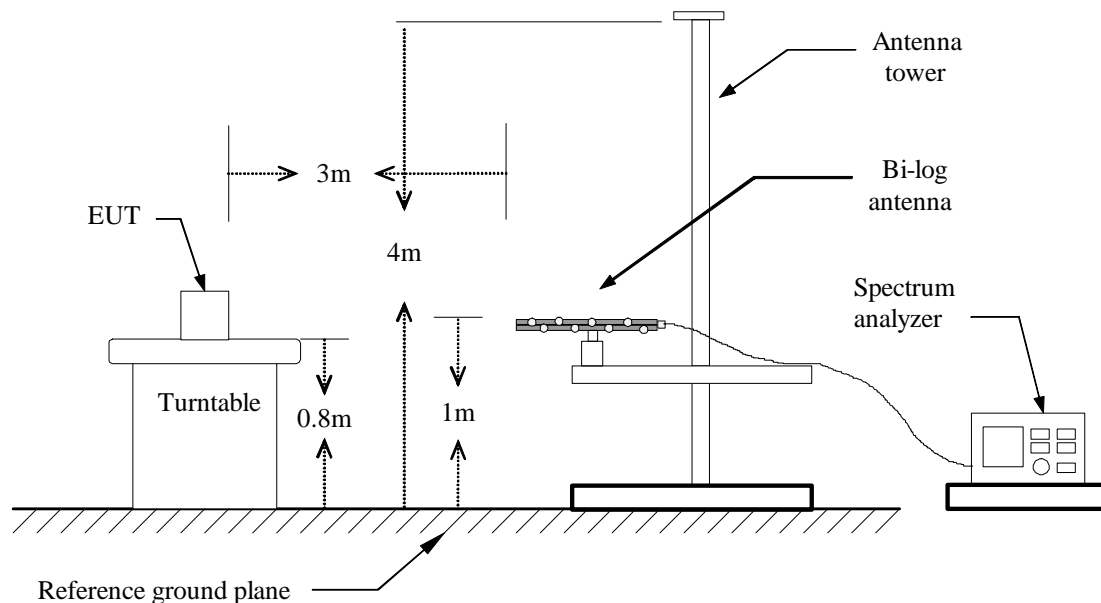 Antenna
tower
3m
Bi-log
antenna
EUT
4m
Spectrum
analyzer
Turntable
0.8m
1m
Reference ground plane